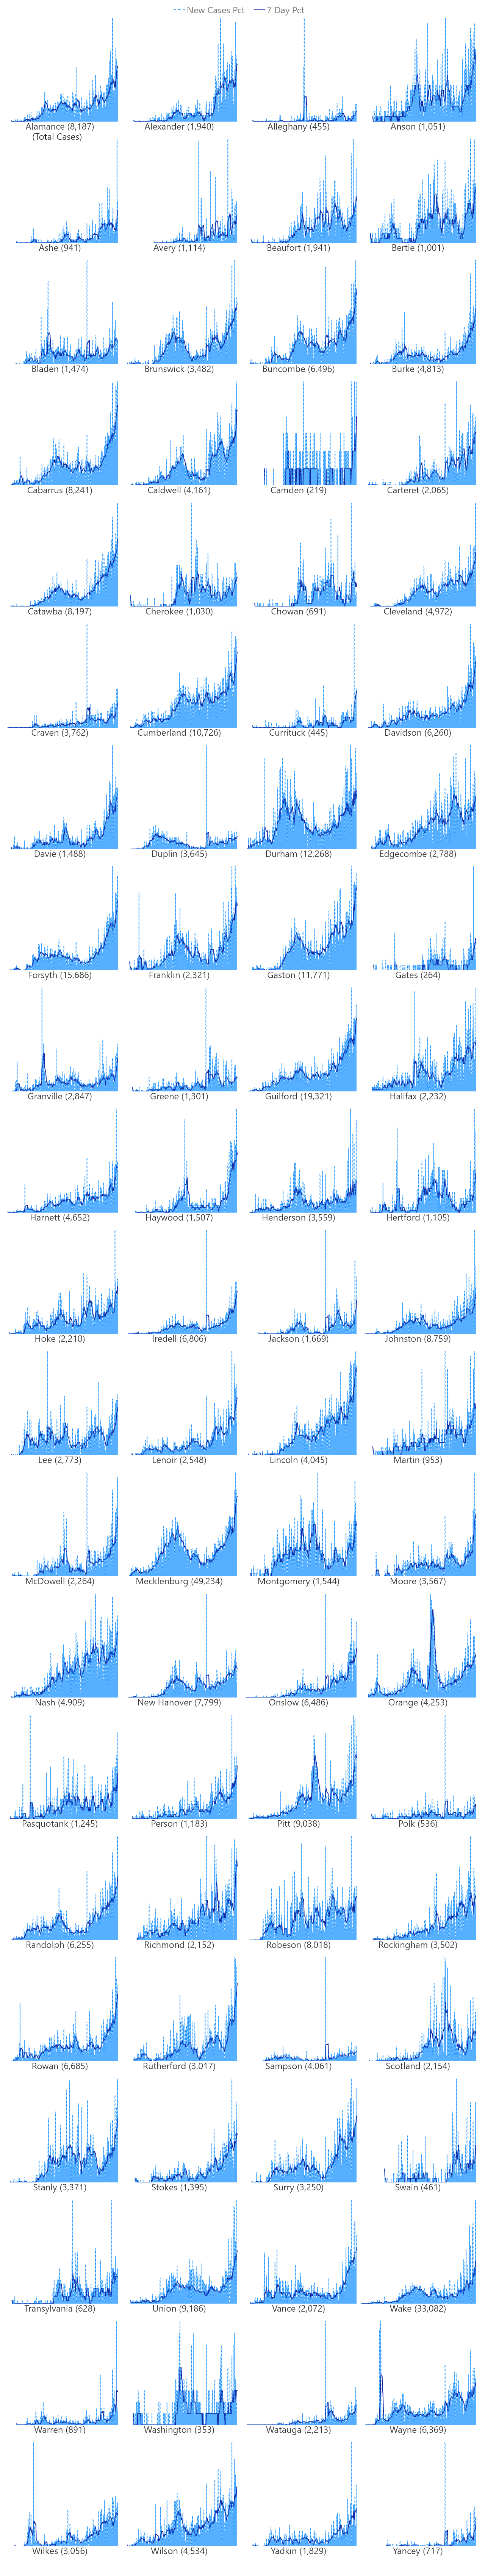 New Cases Pct 7 Day Pct
Alamance (8,187) Alexander (1,940) Alleghany (455) Anson (1,051)
(Total Cases)
Ashe (941) Avery (1,114) Beaufort (1,941) Bertie (1,001)
Bladen (1,474) Brunswick (3,482) Buncombe (6,496) Burke (4,813)
Cabarrus (8,241) Caldwell (4,161) Camden (219) Carteret (2,065)
Catawba (8,197) Cherokee (1,030) Chowan (691) Cleveland (4,972)
Craven (3,762) Cumberland (10,726) Currituck (445) Davidson (6,260)
Davie (1,488) Duplin (3,645) Durham (12,268) Edgecombe (2,788)
Forsyth (15,686) Franklin (2,321) Gaston (11,771) Gates (264)
Granville (2,847) Greene (1,301) Guilford (19,321) Halifax (2,232)
Harnett (4,652) Haywood (1,507) Henderson (3,559) Hertford (1,105)
Hoke (2,210) Iredell (6,806) Jackson (1,669) Johnston (8,759)
Lee (2,773) Lenoir (2,548) Lincoln (4,045) Martin (953)
McDowell (2,264) Mecklenburg (49,234) Montgomery (1,544) Moore (3,567)
Nash (4,909) New Hanover (7,799) Onslow (6,486) Orange (4,253)
Pasquotank (1,245) Person (1,183) Pitt (9,038) Polk (536)
Randolph (6,255) Richmond (2,152) Robeson (8,018) Rockingham (3,502)
Rowan (6,685) Rutherford (3,017) Sampson (4,061) Scotland (2,154)
Stanly (3,371) Stokes (1,395) Surry (3,250) Swain (461)
Transylvania (628) Union (9,186) Vance (2,072) Wake (33,082)
Warren (891) Washington (353) Watauga (2,213) Wayne (6,369)
Wilkes (3,056) Wilson (4,534) Yadkin (1,829) Yancey (717)